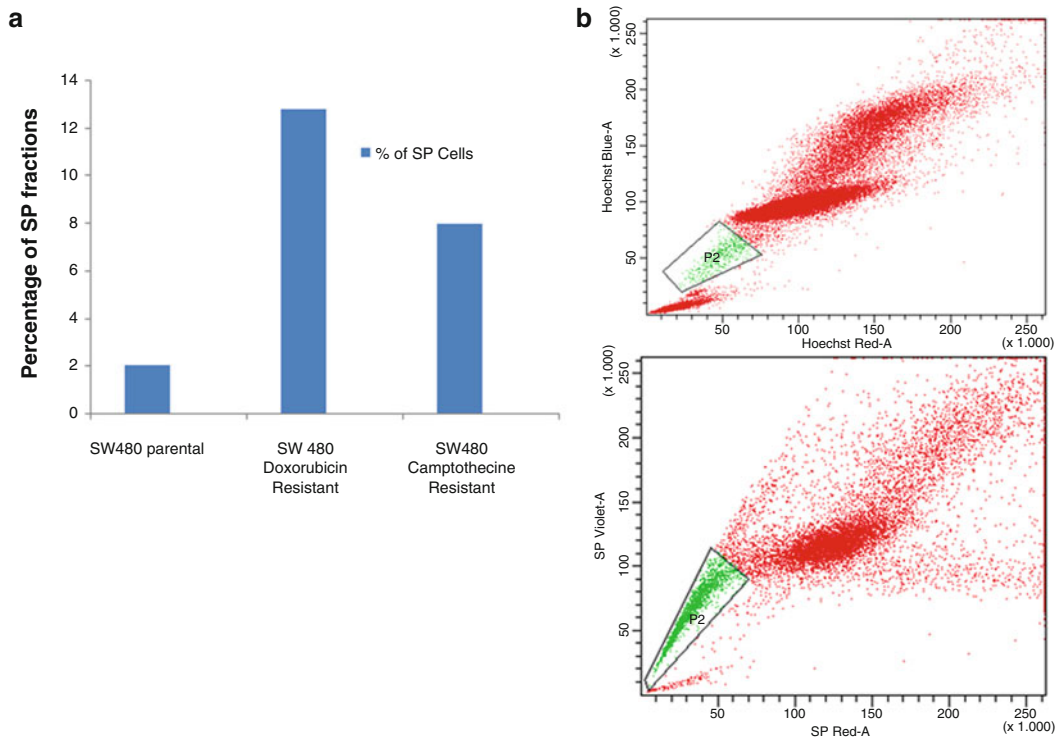 a
Percentage of SP fractions
14
12
10
8
6
4
2
0
% of SP Cells
SW480 parental
SW 480
Doxorubicin
Resistant
SW480
Camptothecine
Resistant
b
(x 1.000)
Hoechst Blue-A
250
200
150
100
50
P2
50 100 150 200 250
Hoechst Red-A
(x 1.000)
(x 1.000)
SP Violet-A
250
200
150
100
50
P2
50 100 150 200 250
SP Red-A
(x 1.000)